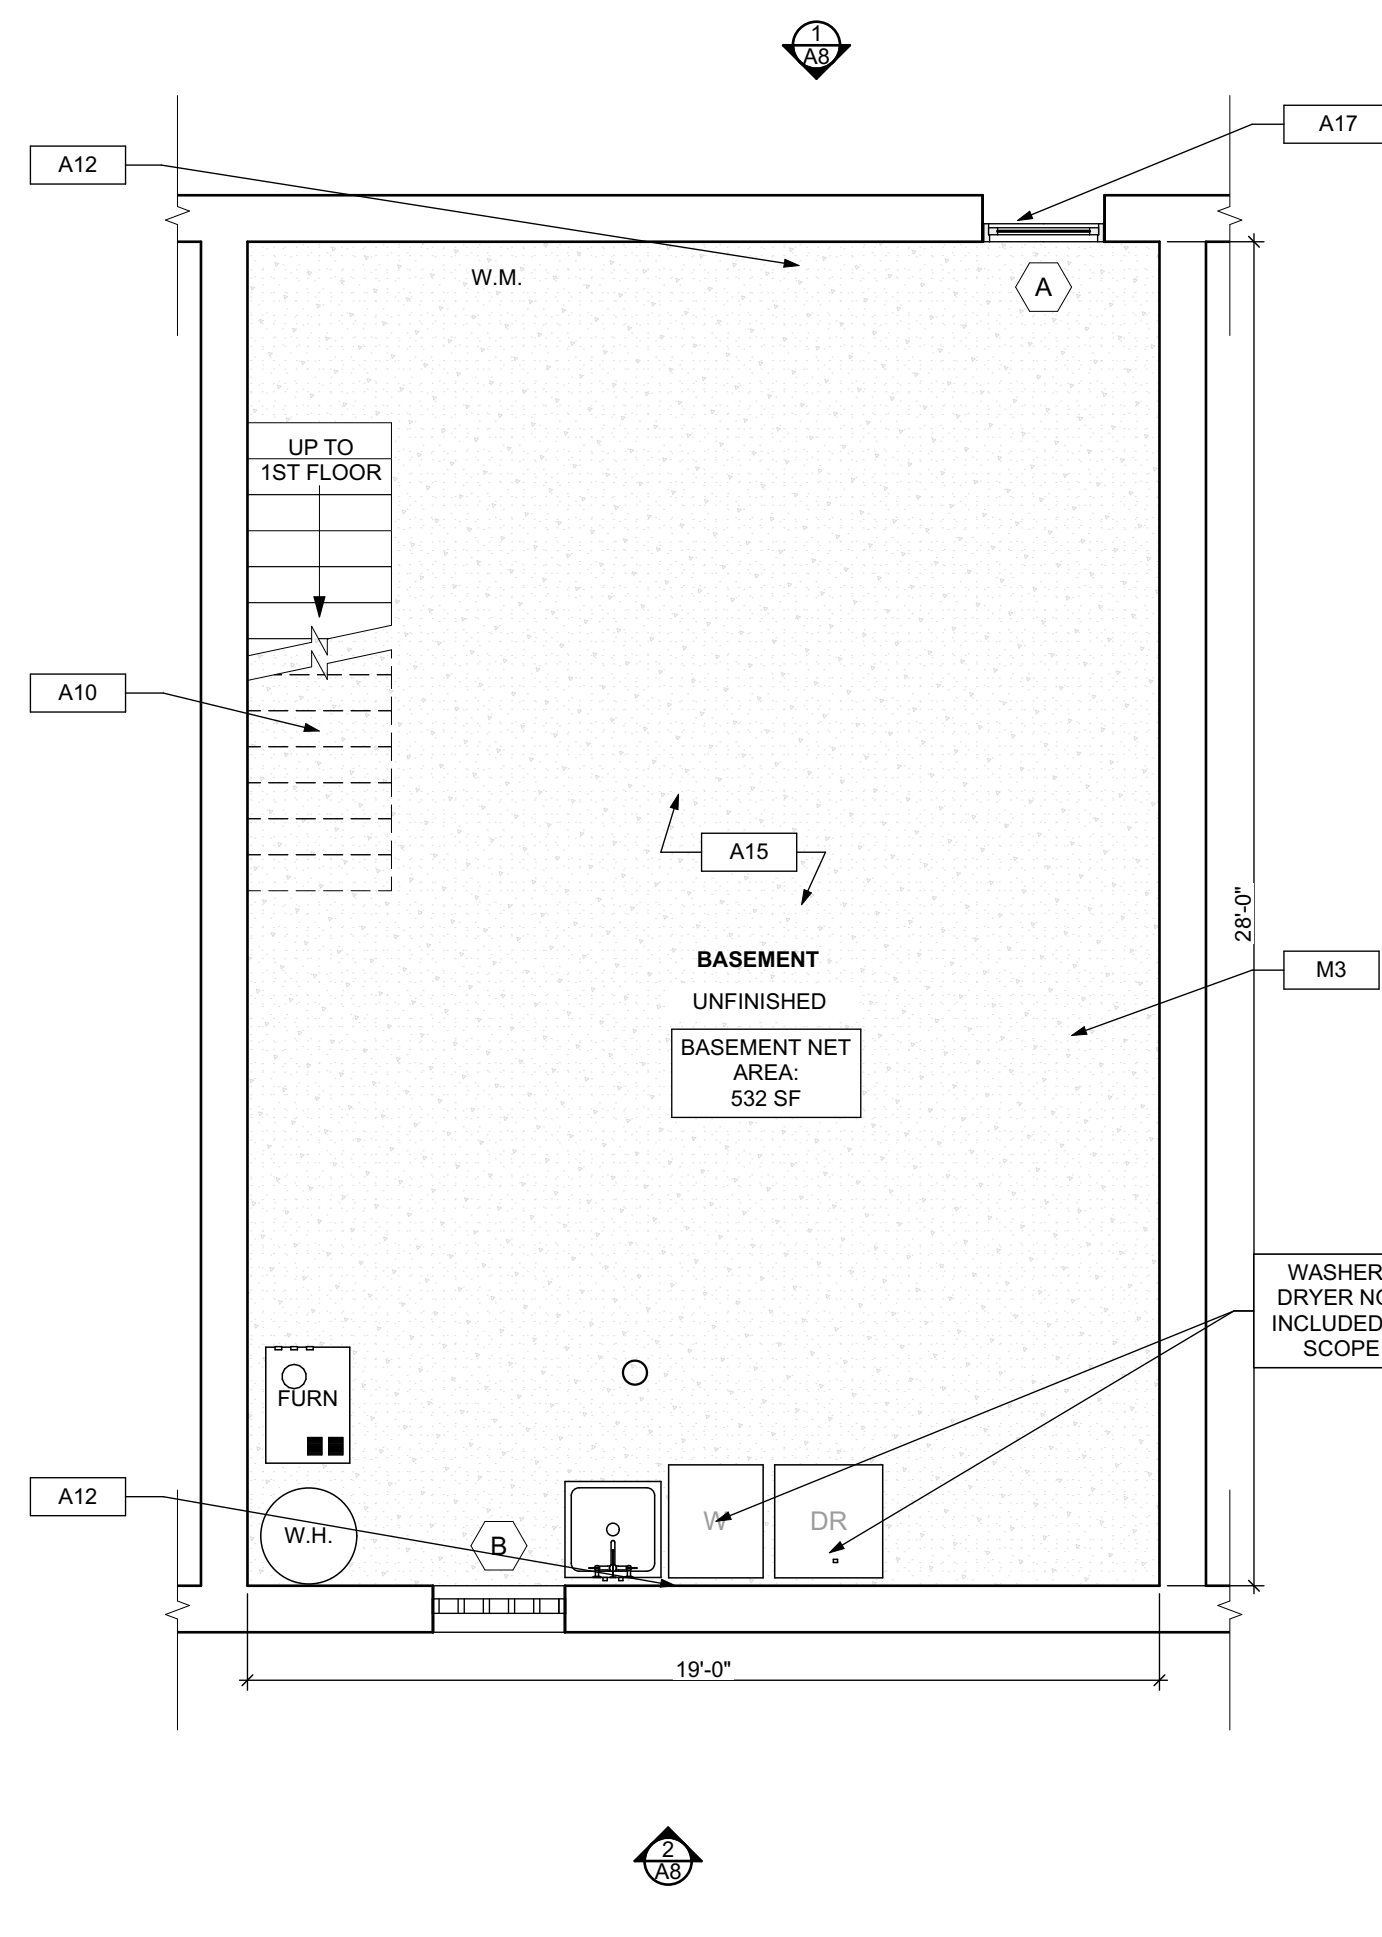 1
A8
A17
A12
W.M.
A
UP TO
1ST FLOOR
A10
A15
28'-0"
BASEMENT
UNFINISHED
M3
BASEMENT NET
AREA:
532 SF
WASHER
DRYER
INCLUDED
SCOPE
FURN
A12
W
DR
W.H.
B
19'-0"
2
A8